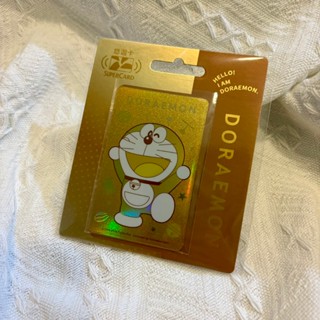 SUPERCARD
HELLO!
I AM
DORAEMON.
DORAEMON
DORAEMON